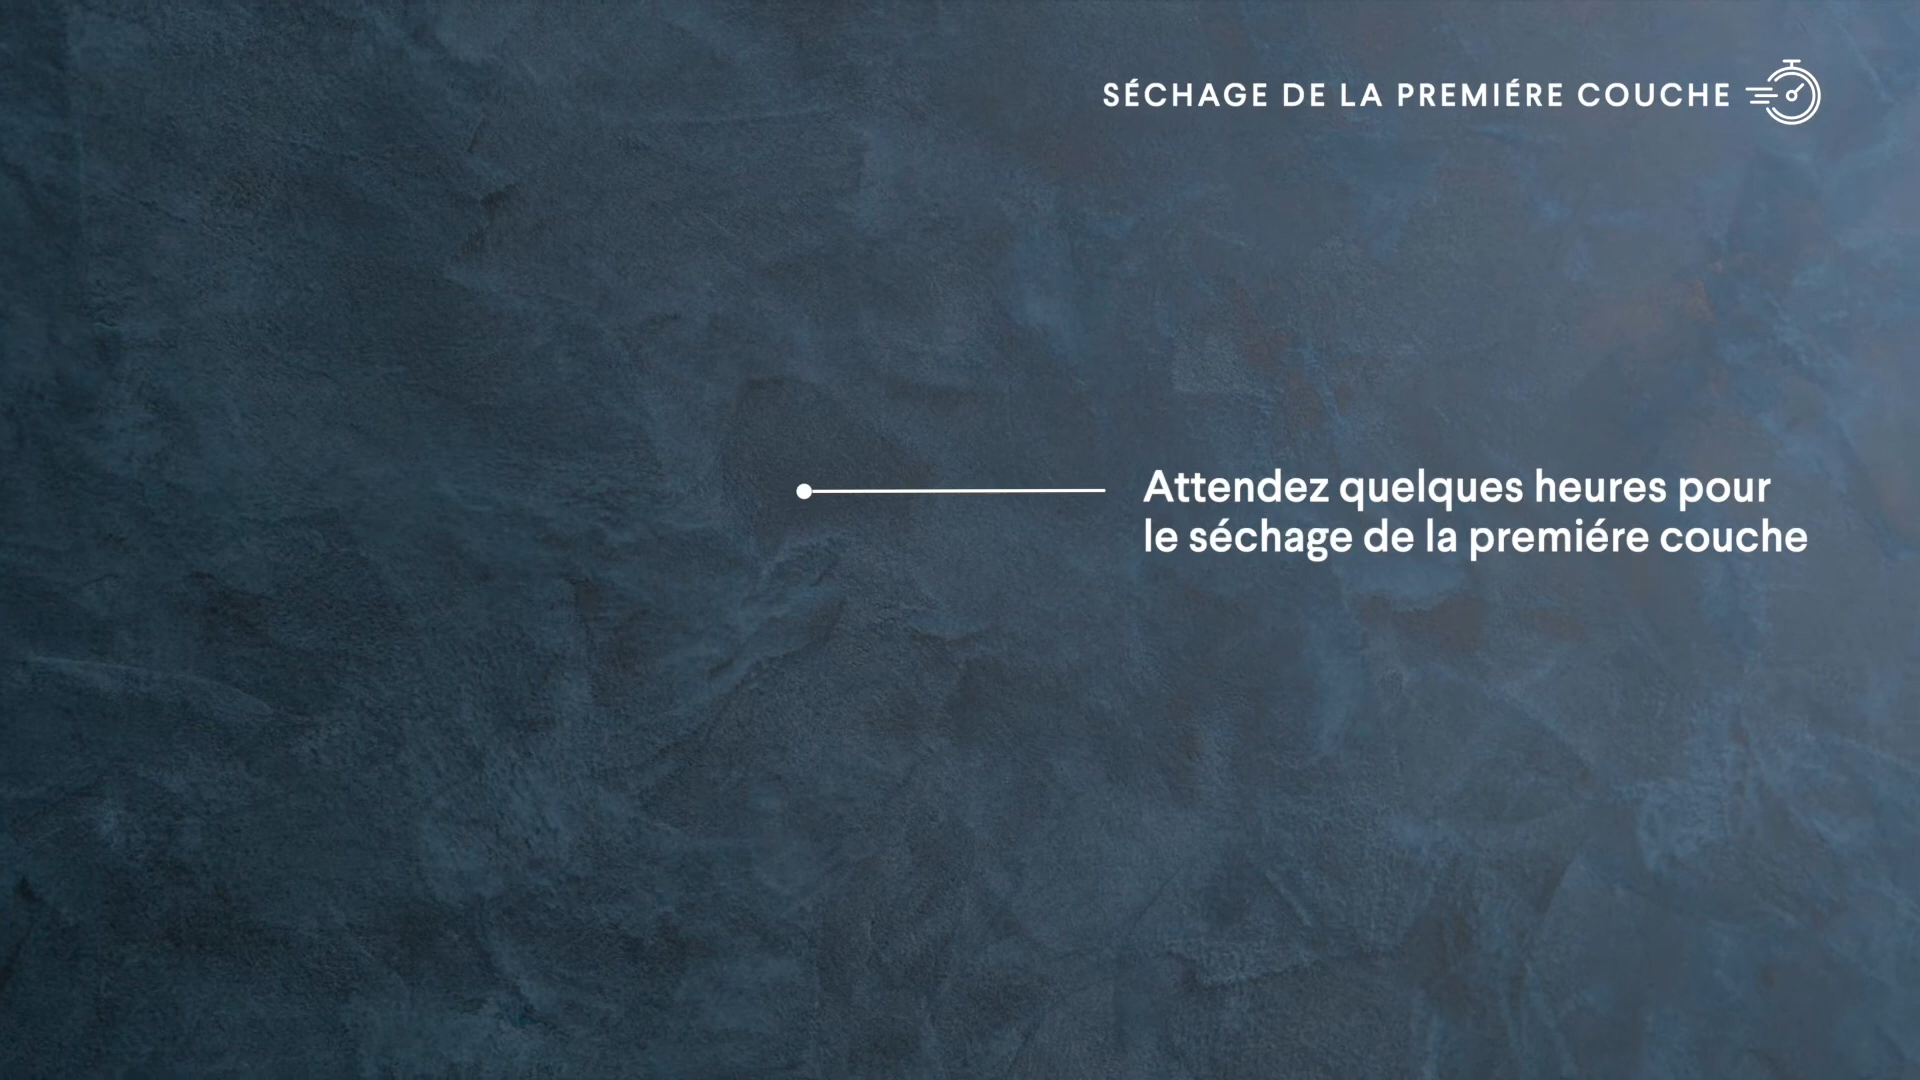 SÉCHAGE DE LA PREMIÉRE COUCHE
Attendez quelques heures pour
le séchage de la premiére couche